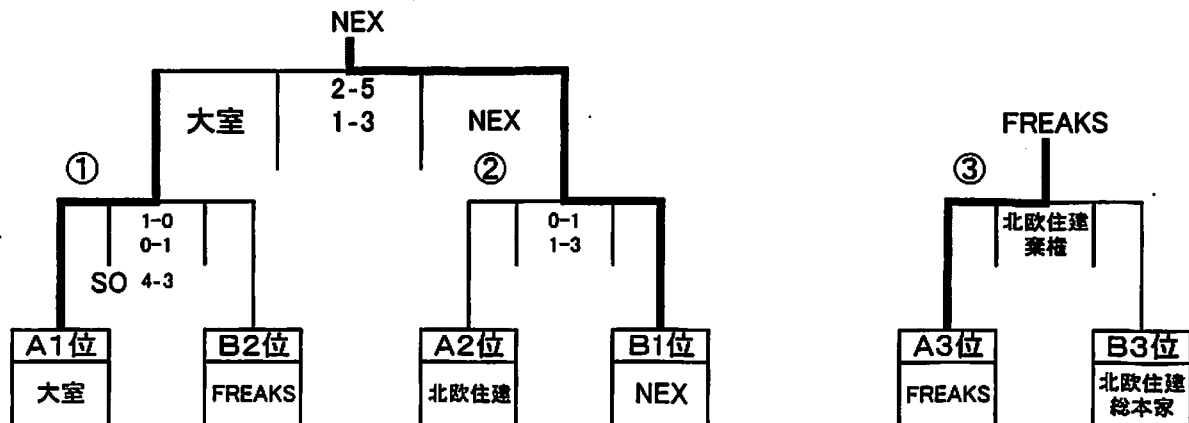 NEX
大室
2-5
1-3
NEX
①
1-0
0-1
SO 4-3
②
0-1
1-3
A1位
大室
B2位
FREAKS
A2位
北欧住建
B1位
NEX
FREAKS
③
北欧住建
棄権
A3位
FREAKS
B3位
北欧住建
総本家